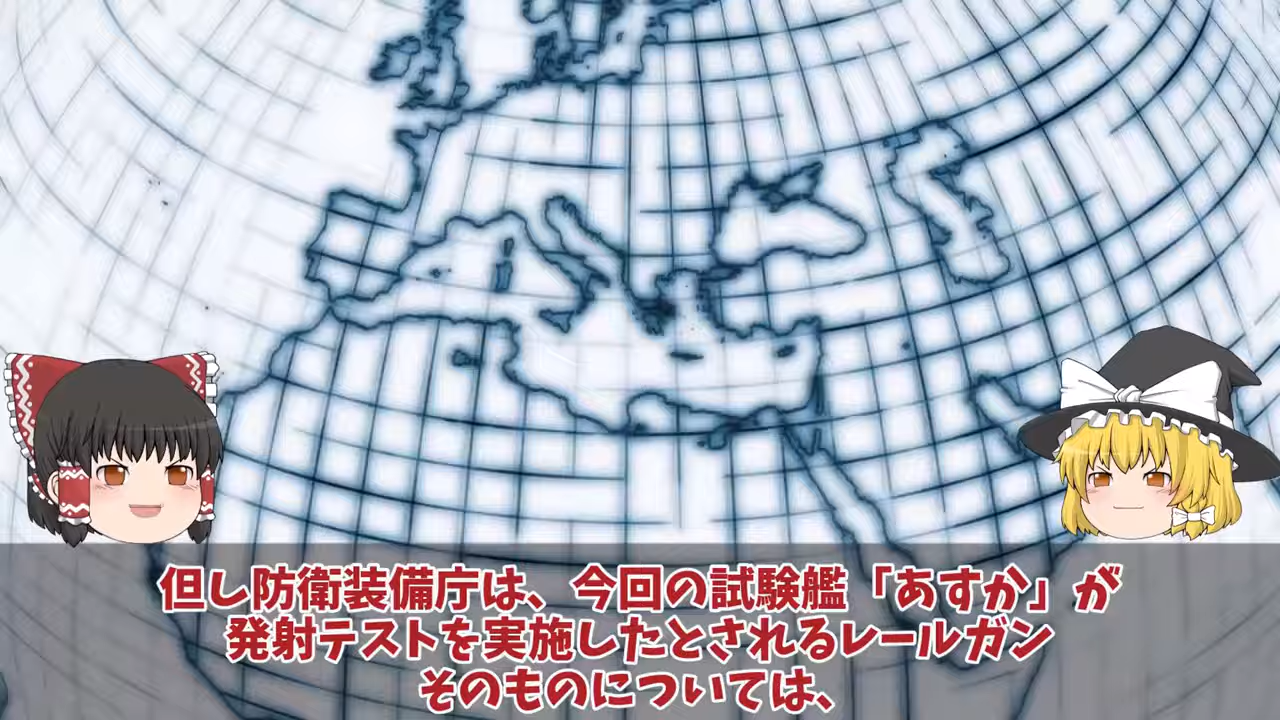 但し防衛装備庁は、今回の試験艦「あすか」が
発射テストを実施したとされるレールガン
そのものについては、